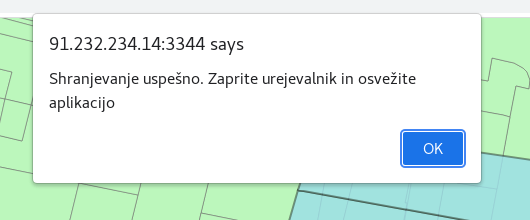 91.232.234.14:3344 says
Shranjevanje uspešno. Zaprite urejevalnik in osvežite
aplikacijo
OK